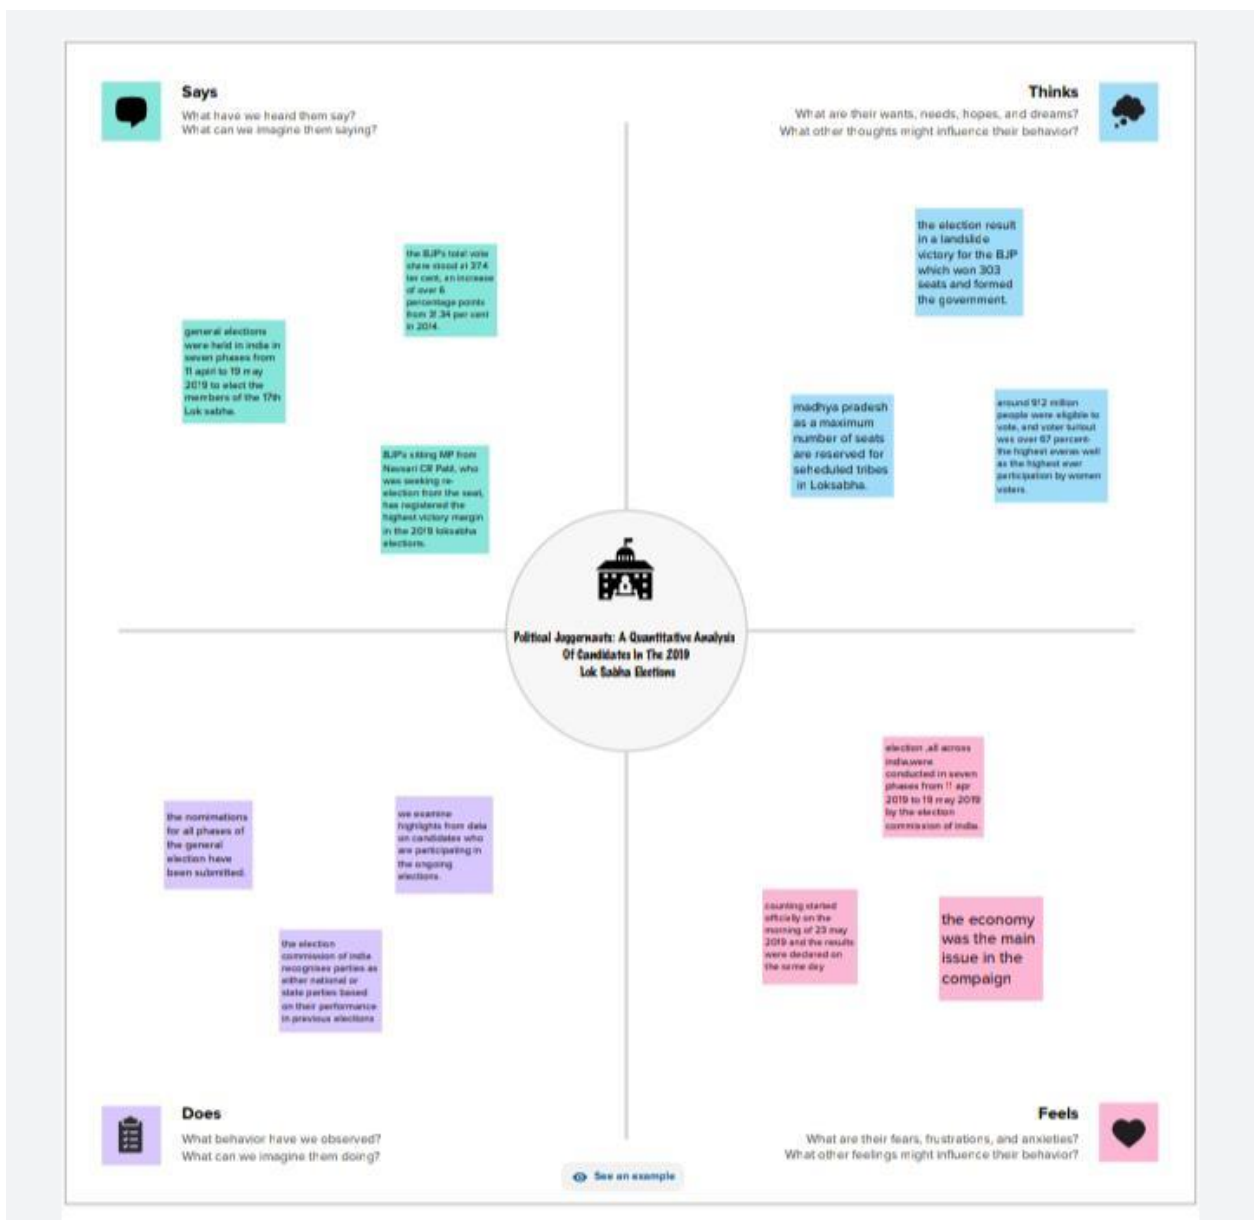 Says
What have we heard them say?
What can we imagine them saying?
Thinks
What are their wants, needs, hopes, and dreams?
What other thoughts might influence their behavior?
the BJP's total vote
share stood at 37.4
per cent, an increase
of over 6
percentage points
from 31.34 per cent
in 2014.
general elections
were held in india in
seven phases from
11 apirl to 19 may
2019 to elect the
members of the 17th
Lok sabha.
BJP's sitting MP from
Navsari CR Patil, who
was seeking re-
election from the seat,
has registered the
highest victory margin
in the 2019 loksabha
elections.
the election result
in a landslide
victory for the BJP
which won 303
seats and formed
the government.
madhya pradesh
as a maximum
number of seats
are reserved for
seheduled tribes
in Loksabha.
around 912 million
people were eligible to
vote, and voter turlout
was over 67 percent-
the highest everas well
as the highest ever
participation by women
voters.
Political Juggernauts: A Quantitative Analysis
Of Candidates In The 2019
Lok Sabha Elections
the nomimations
for all phases of
the general
election have
been submitted.
we examine
highlights from data
on candidates who
are participating in
the ongoing
elections.
the election
commission of india
recognises parties as
either national or
state parties based
on their performance
in previous elections
election ,all across
india,were
conducted in seven
phases from 11 apr
2019 to 19 may 2019
by the election
commission of india.
counting started
officially on the
morning of 23 may
2019 and the results
were declared on
the same day
the economy
was the main
issue in the
compaign
Does
What behavior have we observed?
What can we imagine them doing?
Feels
What are their fears, frustrations, and anxieties?
What other feelings might influence their behavior?
See an example